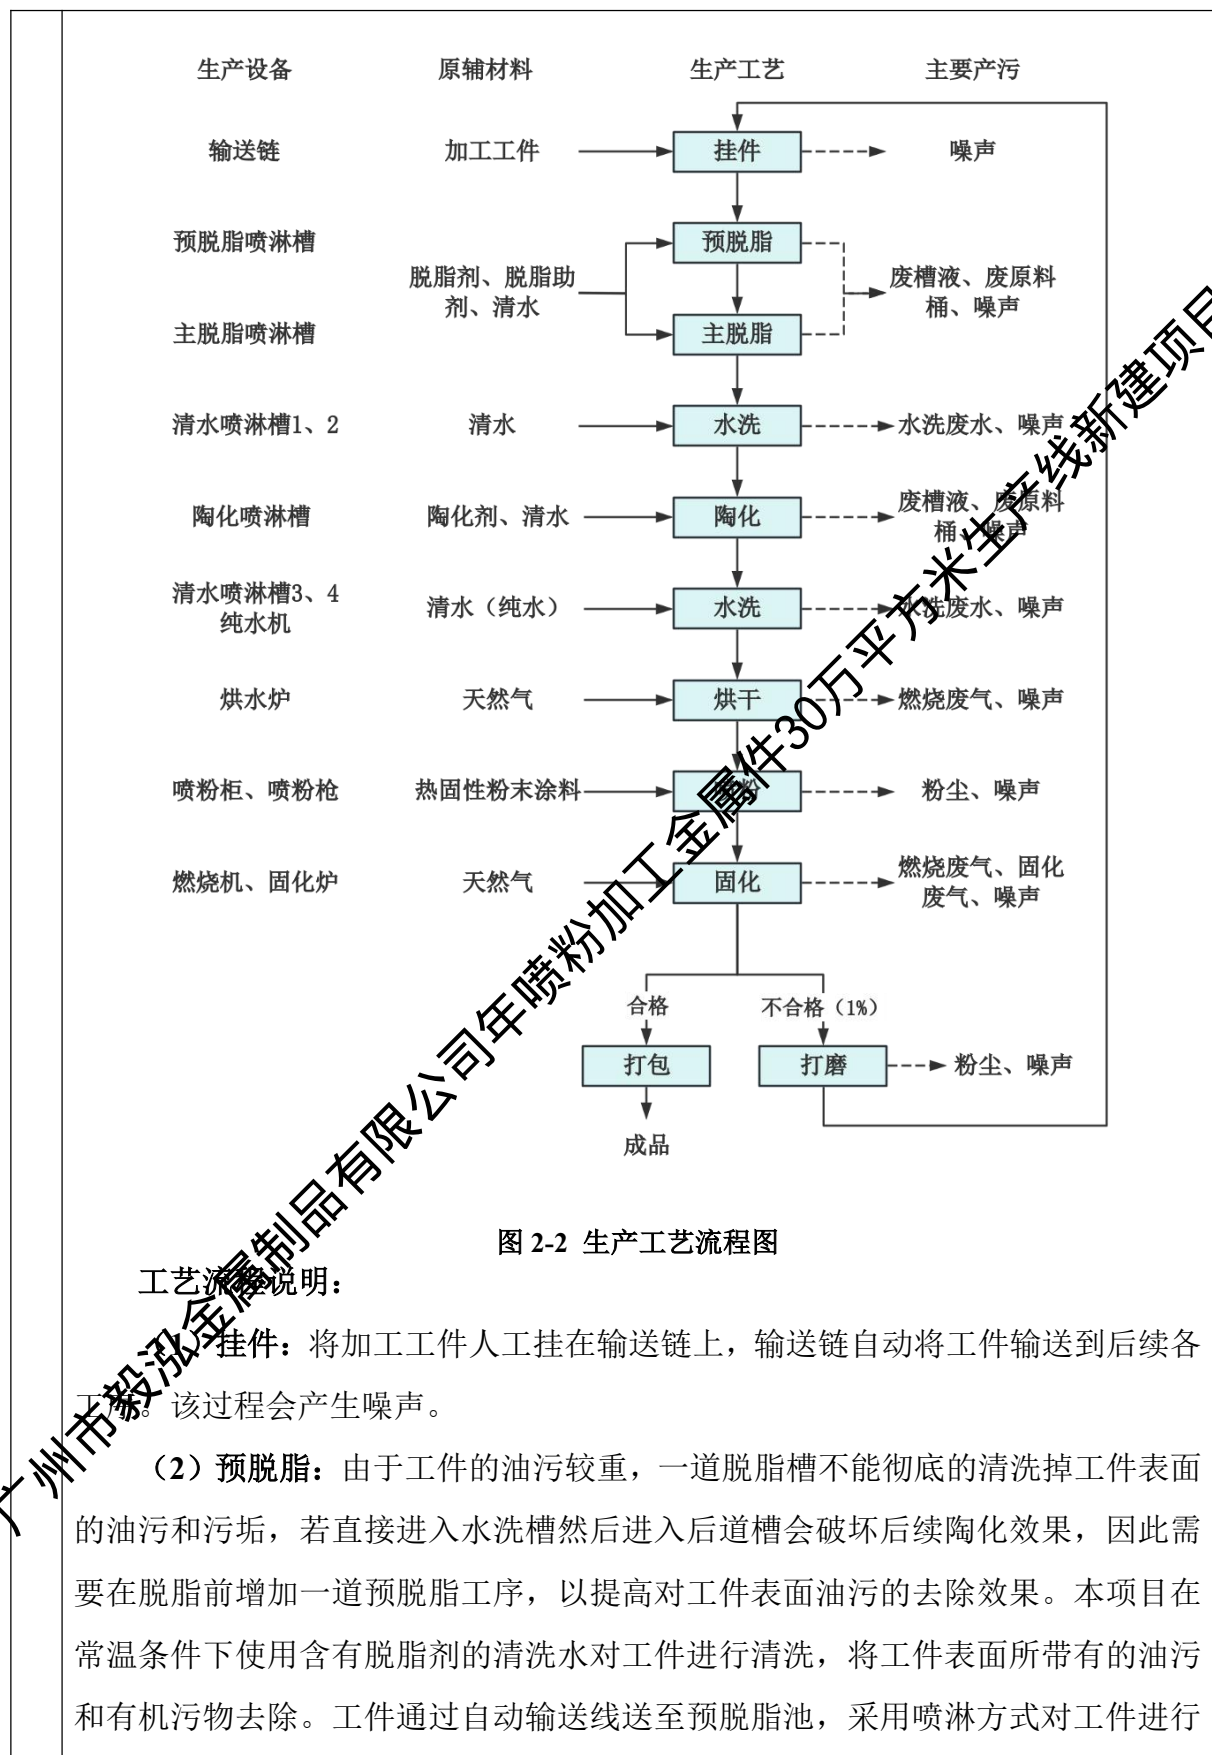 生产设备 原辅材料 生产工艺 主要产污
输送链 加工工件 挂件 噪声
预脱脂喷淋槽 预脱脂
脱脂剂、脱脂助 废槽液、废原料
剂、清水 桶、噪声
主脱脂喷淋槽 主脱脂
清水喷淋槽1、2 清水 水洗 水洗废水、噪声
陶化喷淋槽 陶化剂、清水 陶化 废槽液、废原料
桶、噪声
清水喷淋槽3、4 清水（纯水） 水洗 水洗废水、噪声
纯水机
烘水炉 天然气 烘干 燃烧废气、噪声
喷粉柜、喷粉枪 热固性粉末涂料 喷粉 粉尘、噪声
燃烧机、固化炉 天然气 固化 燃烧废气、固化
废气、噪声
合格 不合格（1%）
打包 打磨 粉尘、噪声
成品
图 2-2 生产工艺流程图
工艺流程说明：
（1）挂件：将加工工件人工挂在输送链上，输送链自动将工件输送到后续各
工序。该过程会产生噪声。
（2）预脱脂：由于工件的油污较重，一道脱脂槽不能彻底的清洗掉工件表面
的油污和污垢，若直接进入水洗槽然后进入后道槽会破坏后续陶化效果，因此需
要在脱脂前增加一道预脱脂工序，以提高对工件表面油污的去除效果。本项目在
常温条件下使用含有脱脂剂的清洗水对工件进行清洗，将工件表面所带有的油污
和有机污物去除。工件通过自动输送线送至预脱脂池，采用喷淋方式对工件进行
广州市毅泓金属制品有限公司年喷粉加工金属件30万平方米生产线新建项目